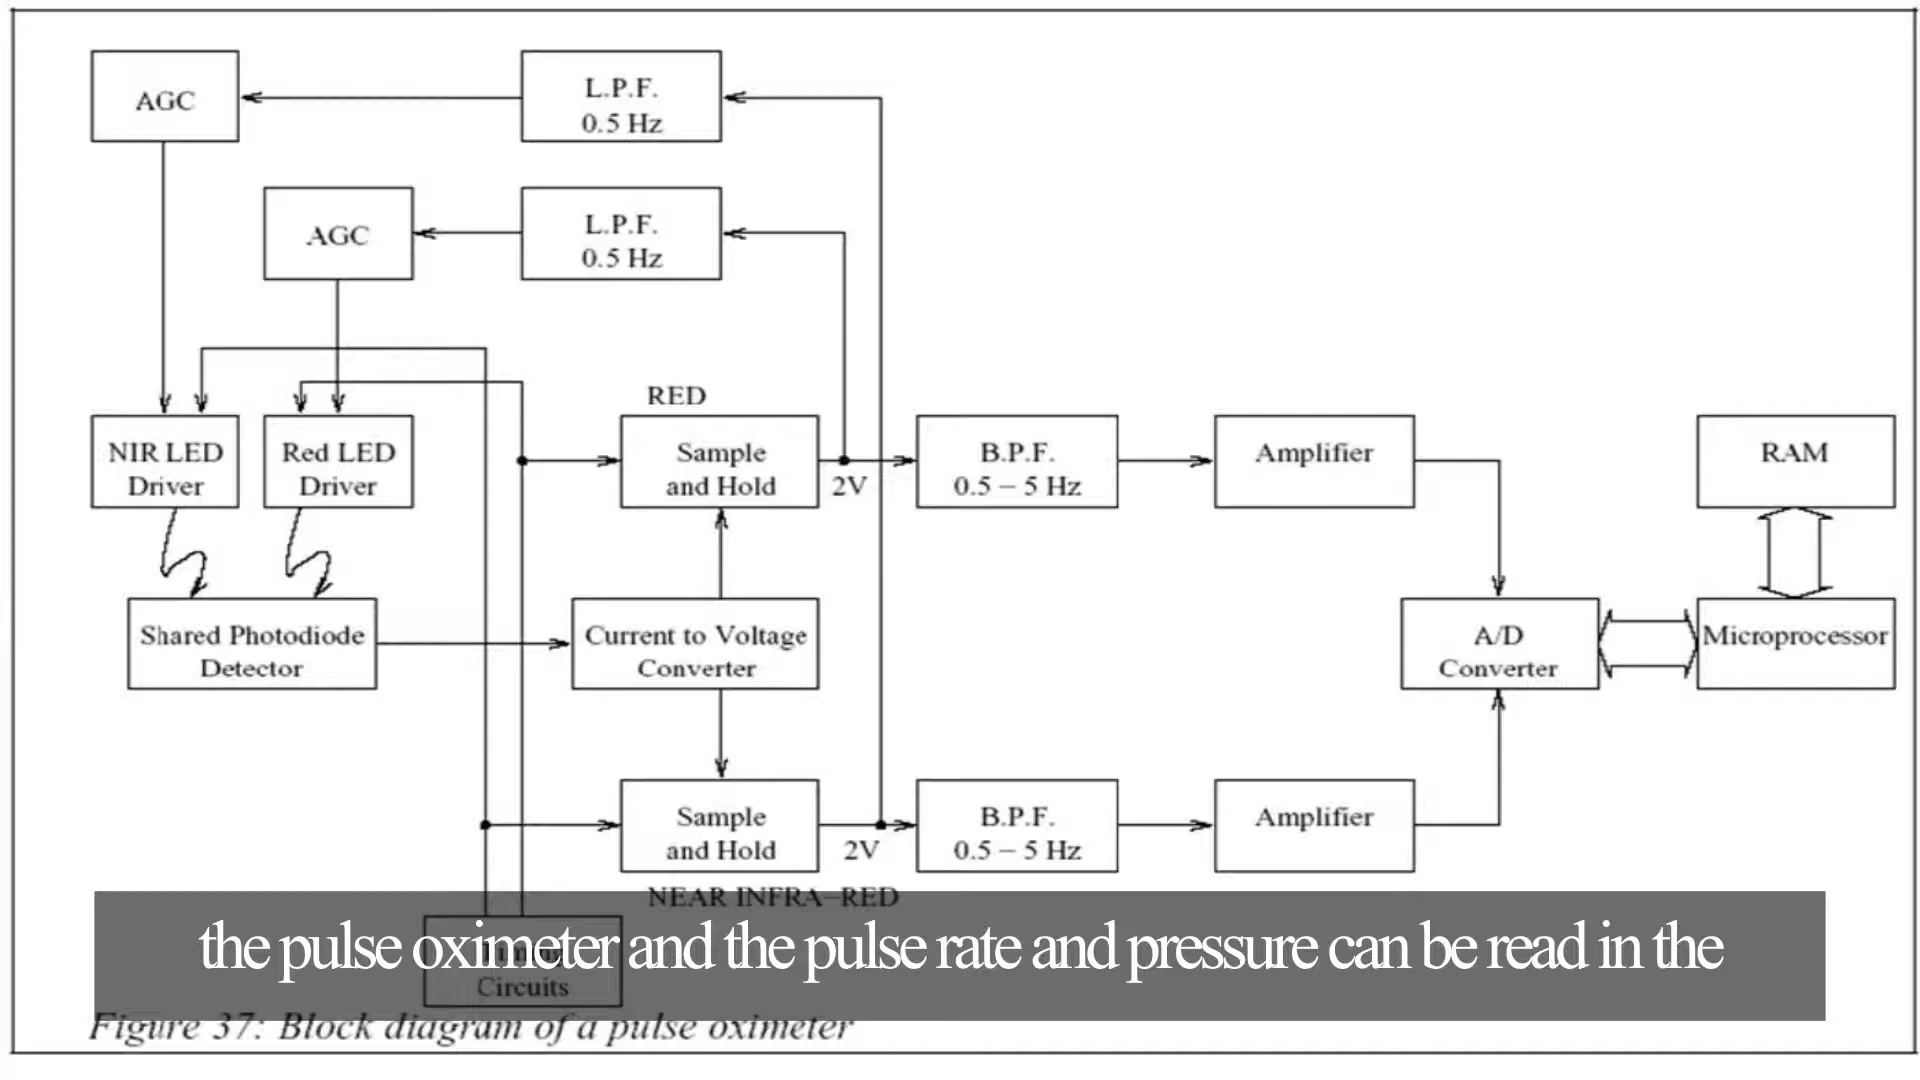 AGC
L.P.F.
0.5 Hz
AGC
L.P.F.
0.5 Hz
RED
NIR LED
Driver
Red LED
Driver
Sample
and Hold
2V
B.P.F.
0.5 – 5 Hz
Amplifier
RAM
Shared Photodiode
Detector
Current to Voltage
Converter
A/D
Converter
Microprocessor
Sample
and Hold
2V
B.P.F.
0.5 – 5 Hz
Amplifier
NEAR INFRA–RED
Circuits
the pulse oximeter and the pulse rate and pressure can be read in the
Figure 37: Block diagram of a pulse oximeter